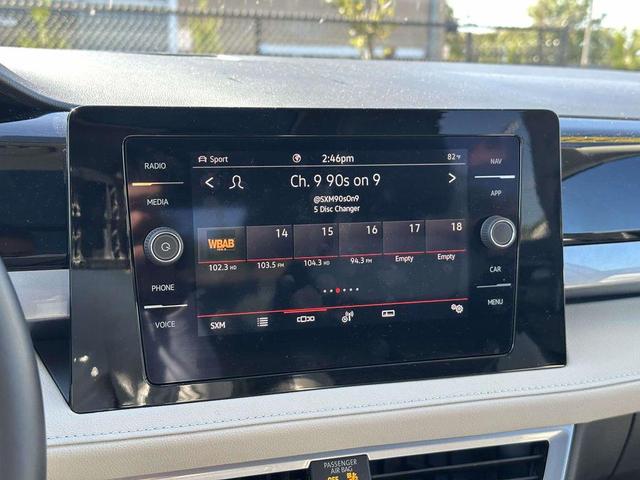 RADIO
MEDIA
PHONE
VOICE
Sport
2:46pm
82°F
Ch. 9 90s on 9
@SXM90sOn9
5 Disc Changer
WBAB
14
15
16
17
18
102.3 HD
103.5 FM
104.3 HD
94.3 FM
Empty
Empty
SXM
NAV
APP
CAR
MENU
PASSENGER
AIR BAG
OFF